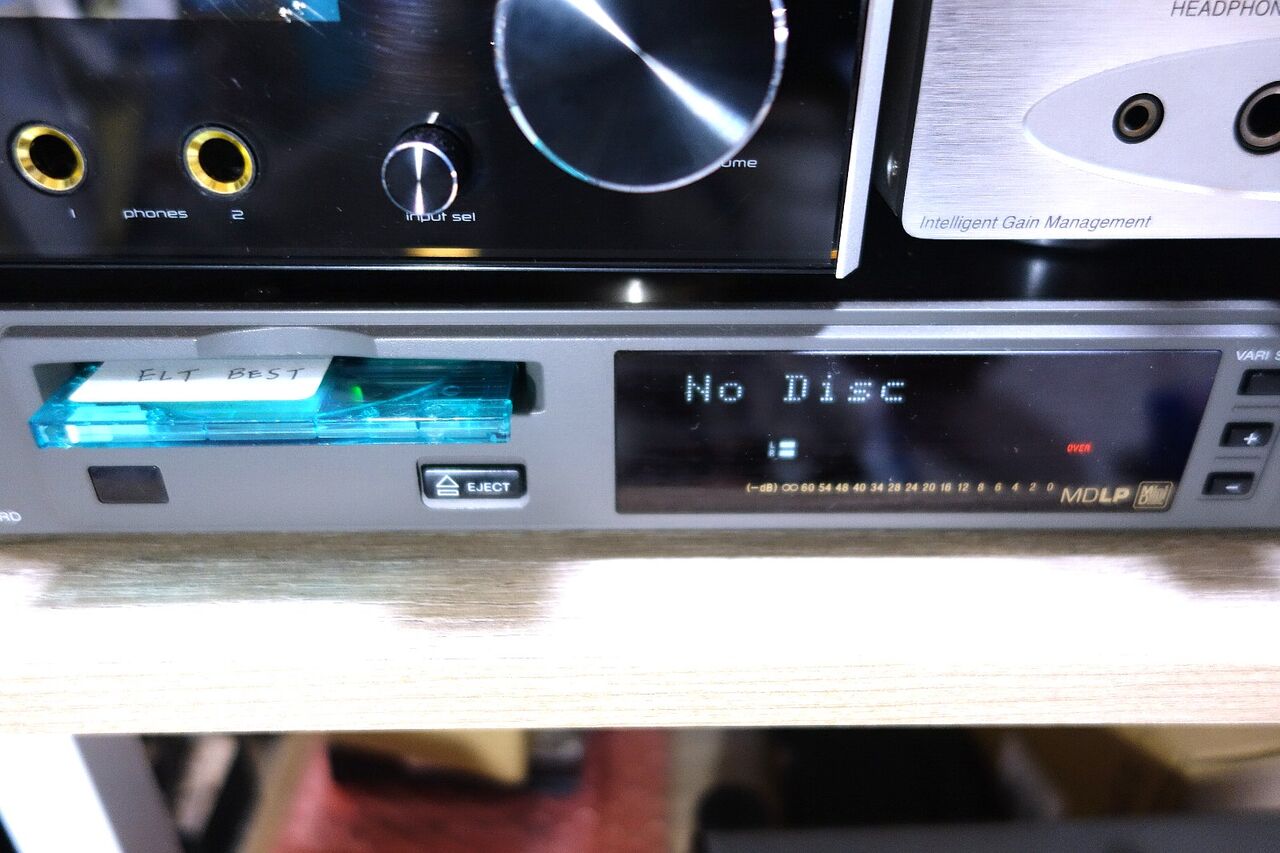 HEADPHON
1 phones 2
input sel
ume
Intelligent Gain Management
ELT BEST
No Disc
VARI S
L
R
OVER
EJECT
(−dB) ∞ 60 54 48 40 34 28 24 20 16 12 8 6 4 2 0
MDLP
RD